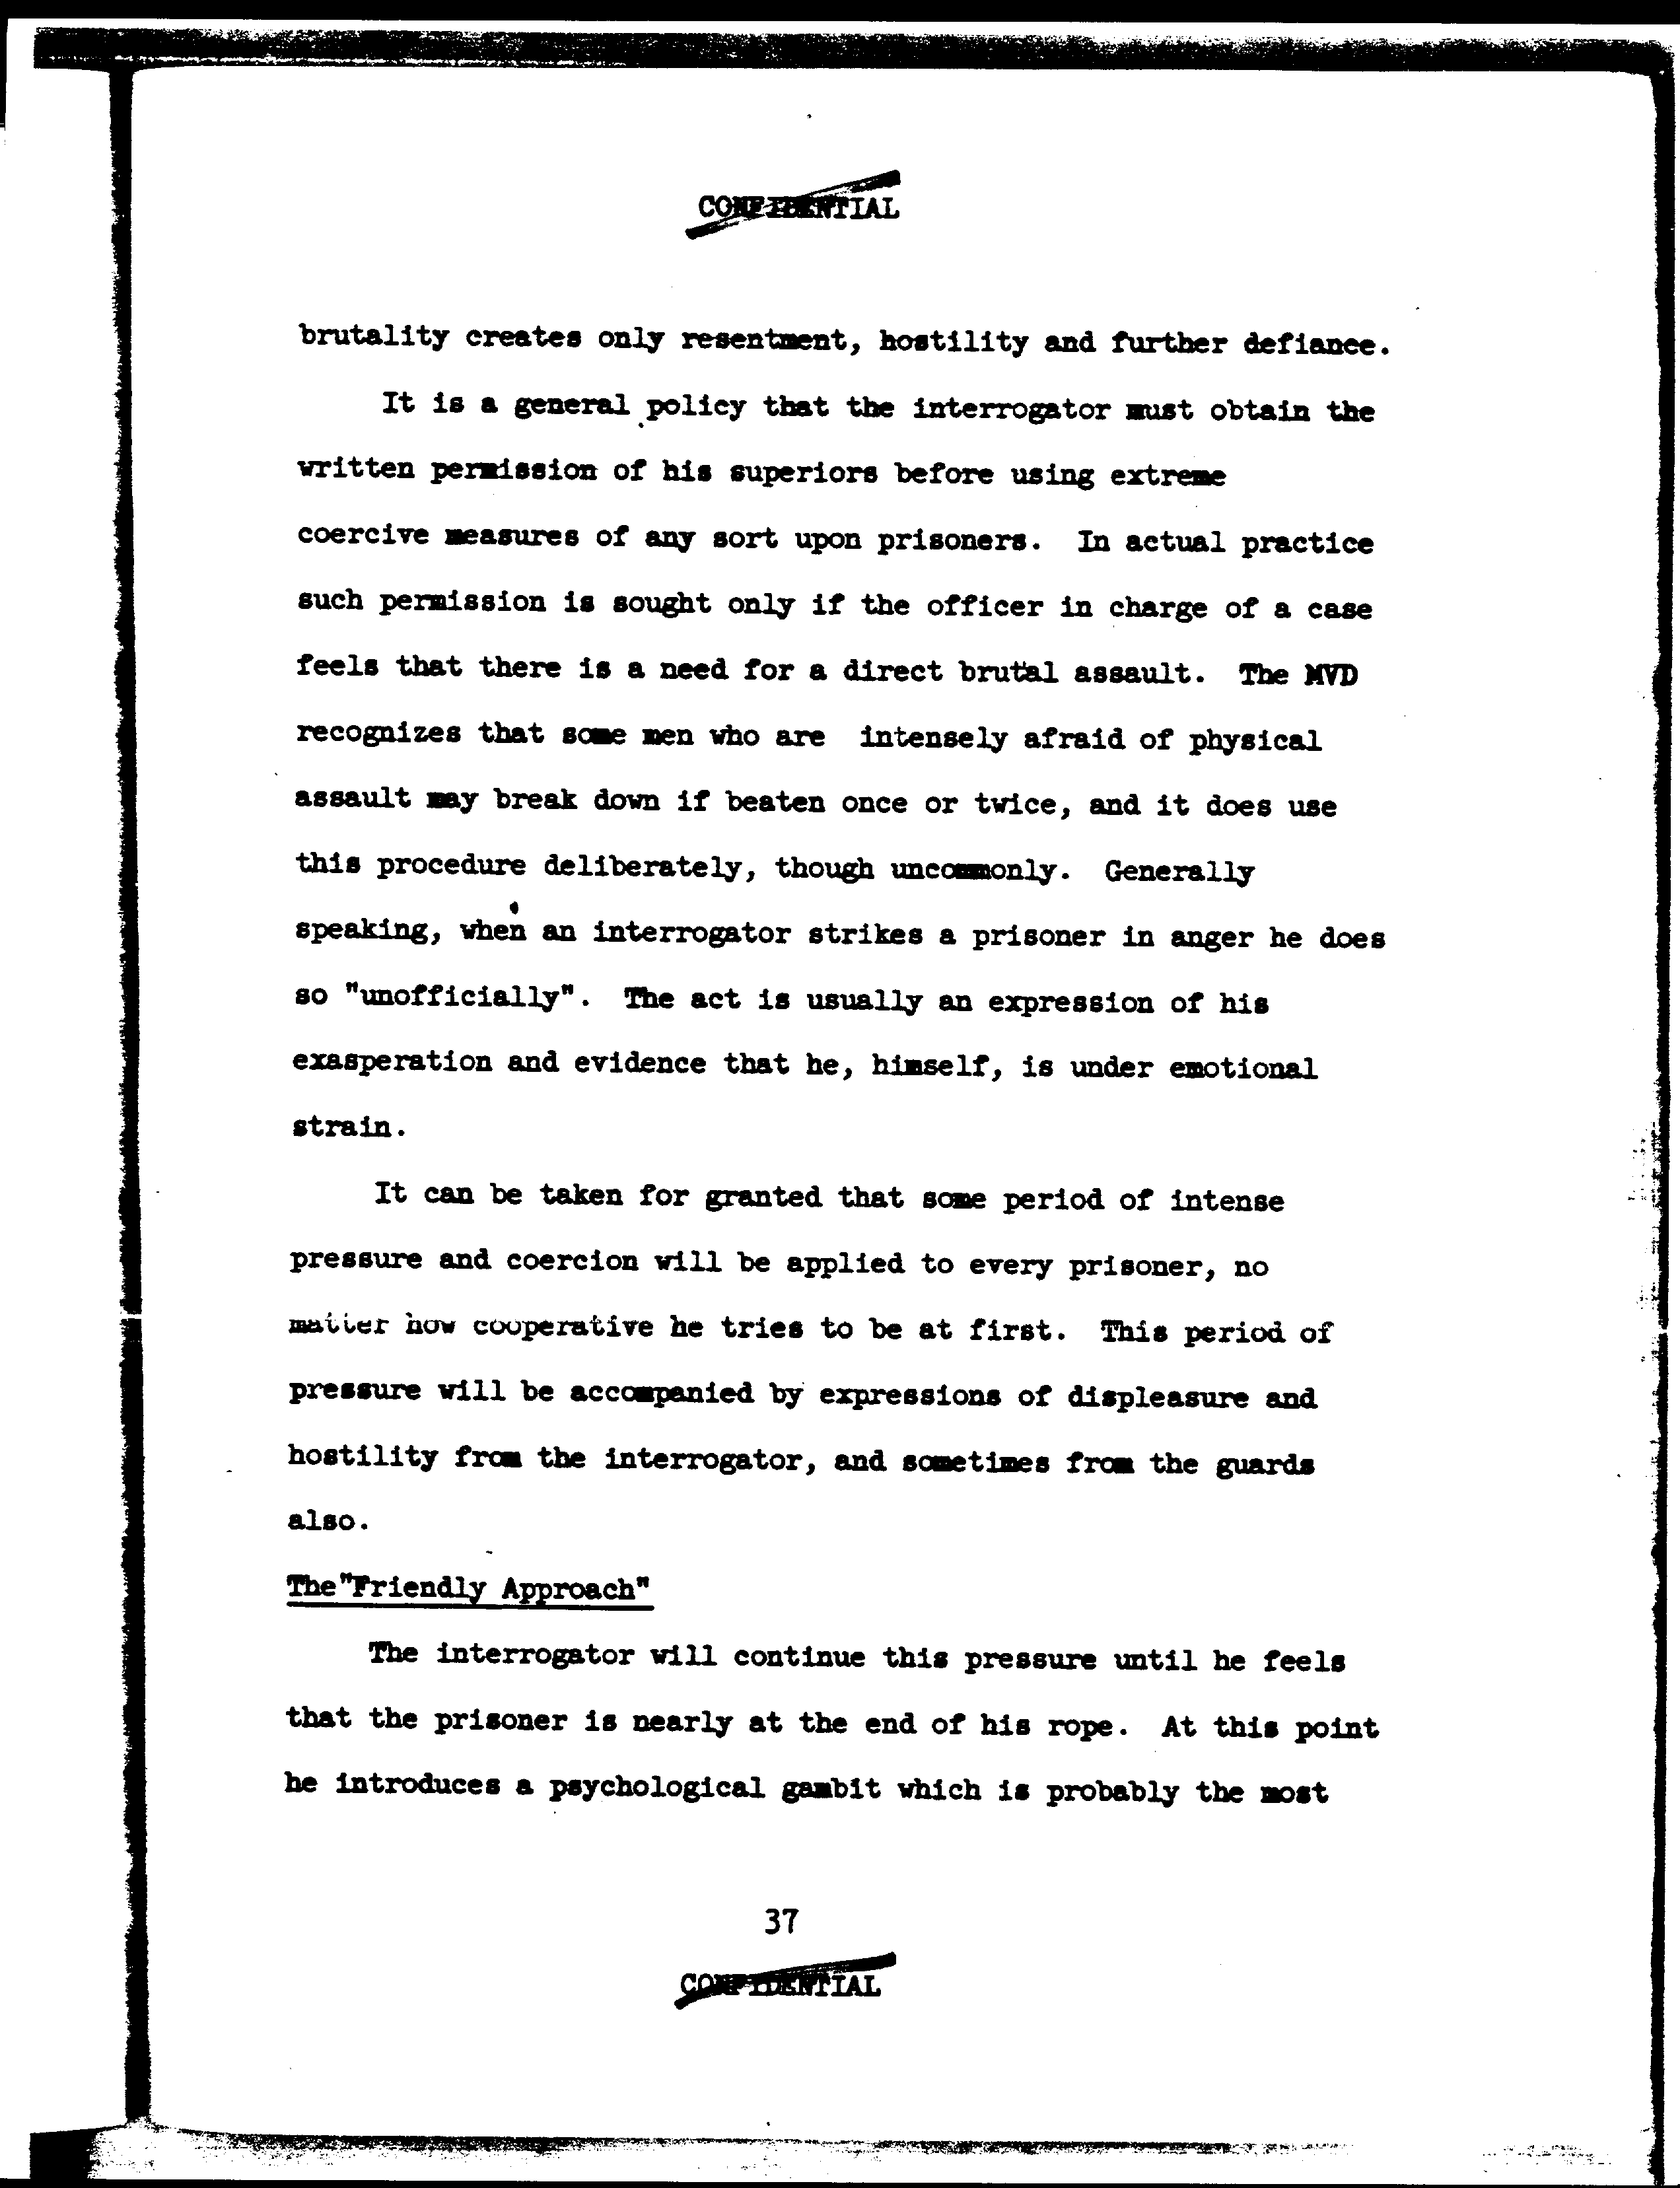 CONFIDENTIAL
brutality creates only resentment, hostility and further defiance.
It is a general policy that the interrogator must obtain the
written permission of his superiors before using extreme
coercive measures of any sort upon prisoners. In actual practice
such permission is sought only if the officer in charge of a case
feels that there is a need for a direct brutal assault. The MVD
recognizes that some men who are intensely afraid of physical
assault may break down if beaten once or twice, and it does use
this procedure deliberately, though uncommonly. Generally
speaking, when an interrogator strikes a prisoner in anger he does
so "unofficially". The act is usually an expression of his
exasperation and evidence that he, himself, is under emotional
strain.
It can be taken for granted that some period of intense
pressure and coercion will be applied to every prisoner, no
matter how cooperative he tries to be at first. This period of
pressure will be accompanied by expressions of displeasure and
hostility from the interrogator, and sometimes from the guards
also.
The "Friendly Approach"
The interrogator will continue this pressure until he feels
that the prisoner is nearly at the end of his rope. At this point
he introduces a psychological gambit which is probably the most
37
CONFIDENTIAL